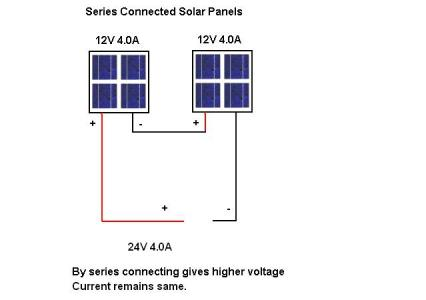 Series Connected Solar Panels
12V 4.0A 12V 4.0A
+ - + -
+ -
24V 4.0A
By series connecting gives higher voltage
Current remains same.